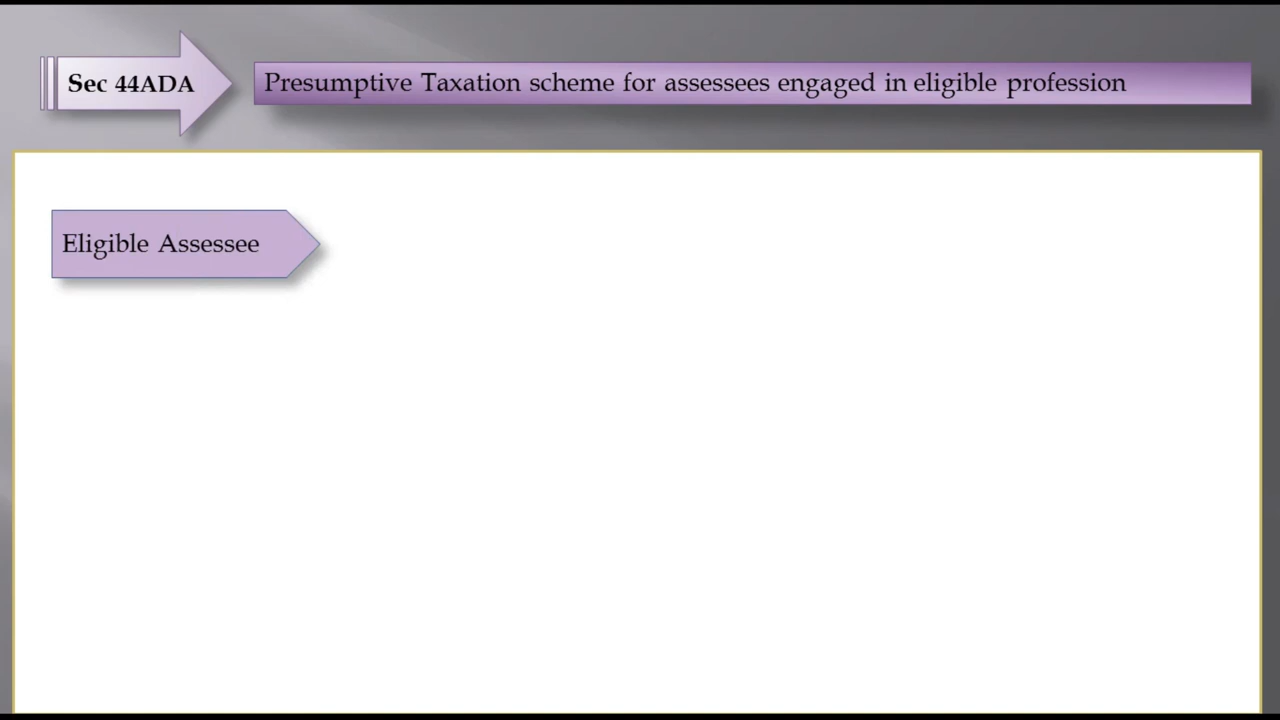 Sec 44ADA
Presumptive Taxation scheme for assessees engaged in eligible profession
Eligible Assessee